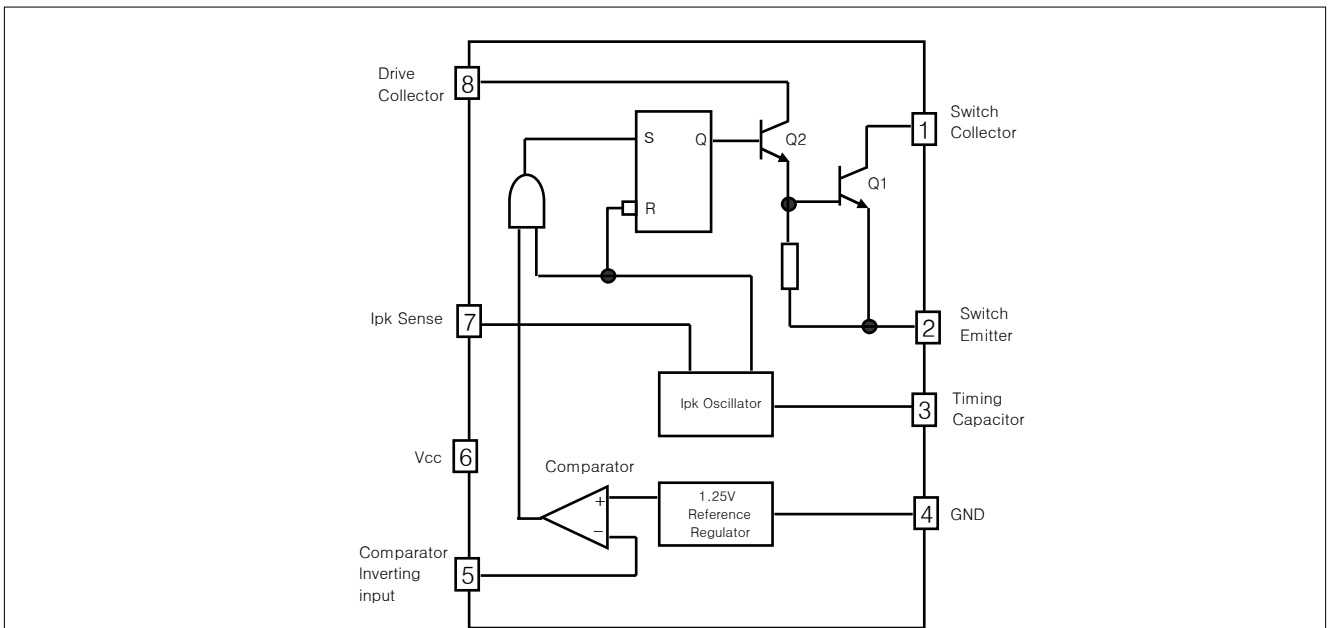 Drive
Collector
8
S
Q
Q2
1
Switch
Collector
Q1
R
Ipk Sense
7
2
Switch
Emitter
Ipk Oscillator
3
Timing
Capacitor
Vcc
6
Comparator
+
−
1.25V
Reference
Regulator
4
GND
Comparator
Inverting
input
5